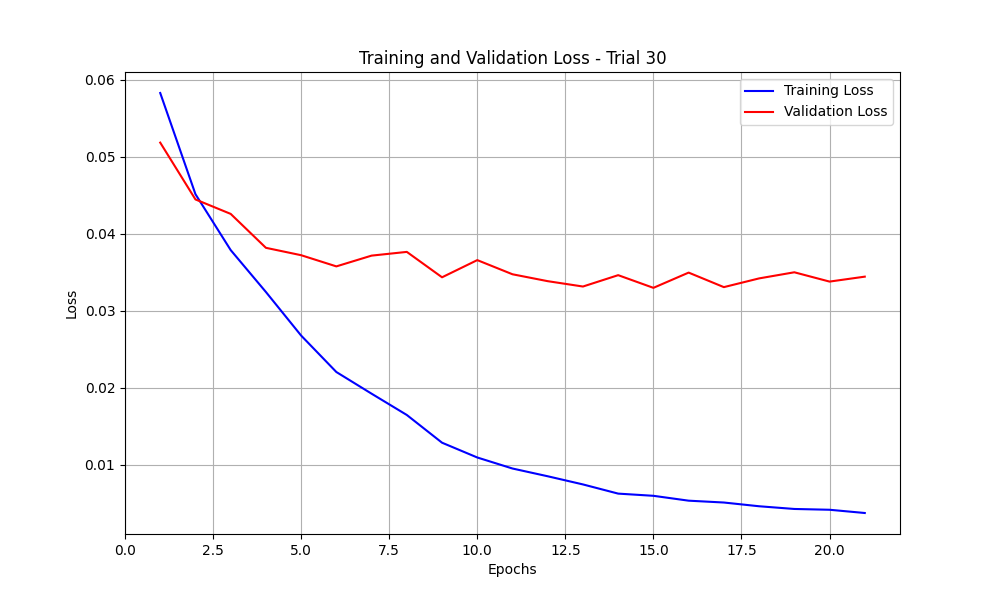 Training and Validation Loss - Trial 30
Training Loss
Validation Loss
0.06
0.05
0.04
0.03
0.02
0.01
Loss
0.0 2.5 5.0 7.5 10.0 12.5 15.0 17.5 20.0
Epochs